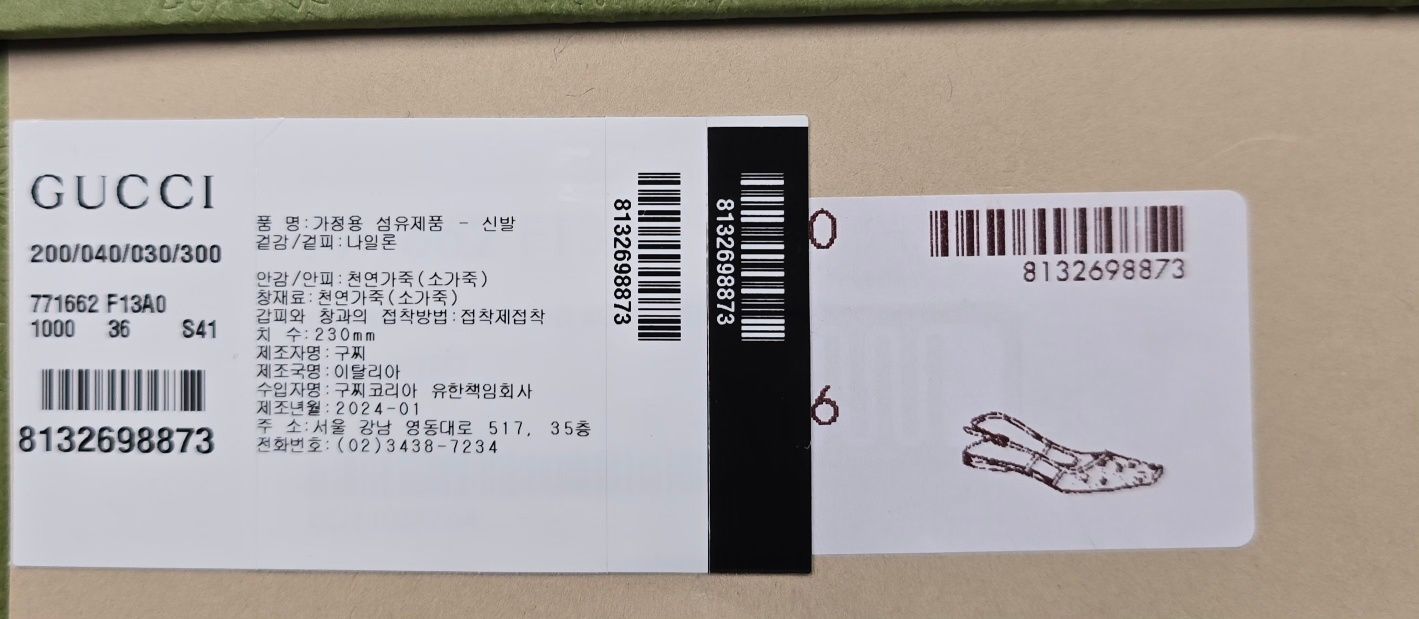 GUCCI
200/040/030/300
771662 F13A0
1000 36 S41
8132698873
품 명:가정용 섬유제품 - 신발
겉감/겉피:나일론
안감/안피:천연가죽(소가죽)
창재료:천연가죽(소가죽)
갑피와 창과의 접착방법:접착제접착
치 수:230mm
제조자명:구찌
제조국명:이탈리아
수입자명:구찌코리아 유한책임회사
제조년월:2024-01
주 소:서울 강남 영동대로 517, 35층
전화번호:(02)3438-7234
8132698873
8132698873
0
6
8132698873